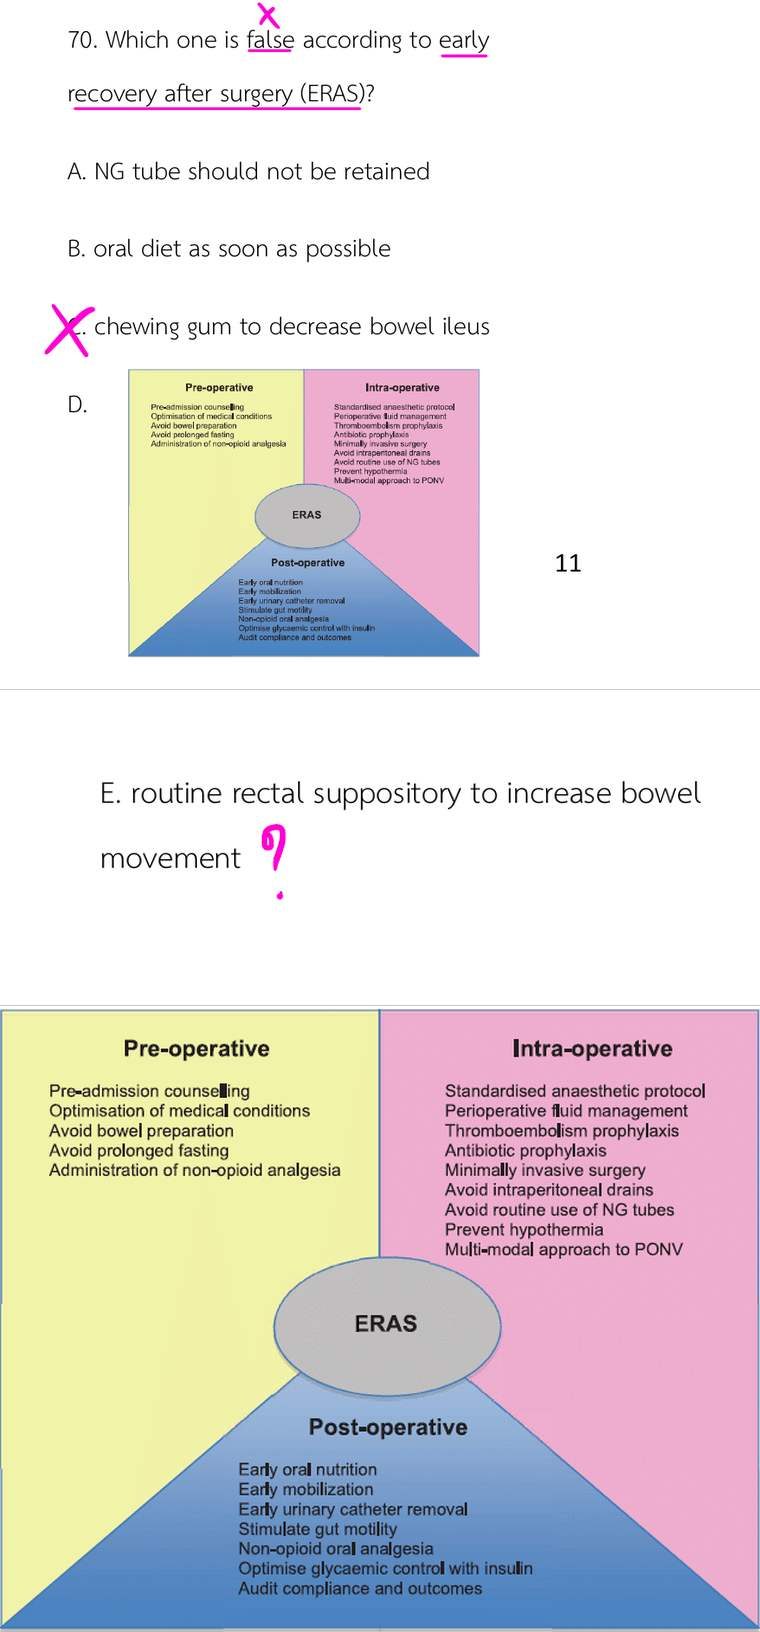 70. Which one is false according to early
recovery after surgery (ERAS)?
A. NG tube should not be retained
B. oral diet as soon as possible
C. chewing gum to decrease bowel ileus
D.
Pre-operative
Pre-admission counselling
Optimisation of medical conditions
Avoid bowel preparation
Avoid prolonged fasting
Administration of non-opioid analgesia
Intra-operative
Standardised anaesthetic protocol
Perioperative fluid management
Thromboembolism prophylaxis
Antibiotic prophylaxis
Minimally invasive surgery
Avoid intraperitoneal drains
Avoid routine use of NG tubes
Prevent hypothermia
Multi-modal approach to PONV
ERAS
Post-operative
Early oral nutrition
Early mobilization
Early urinary catheter removal
Stimulate gut motility
Non-opioid oral analgesia
Optimise glycaemic control with insulin
Audit compliance and outcomes
11
E. routine rectal suppository to increase bowel
movement ?
Pre-operative
Pre-admission counselling
Optimisation of medical conditions
Avoid bowel preparation
Avoid prolonged fasting
Administration of non-opioid analgesia
Intra-operative
Standardised anaesthetic protocol
Perioperative fluid management
Thromboembolism prophylaxis
Antibiotic prophylaxis
Minimally invasive surgery
Avoid intraperitoneal drains
Avoid routine use of NG tubes
Prevent hypothermia
Multi-modal approach to PONV
ERAS
Post-operative
Early oral nutrition
Early mobilization
Early urinary catheter removal
Stimulate gut motility
Non-opioid oral analgesia
Optimise glycaemic control with insulin
Audit compliance and outcomes